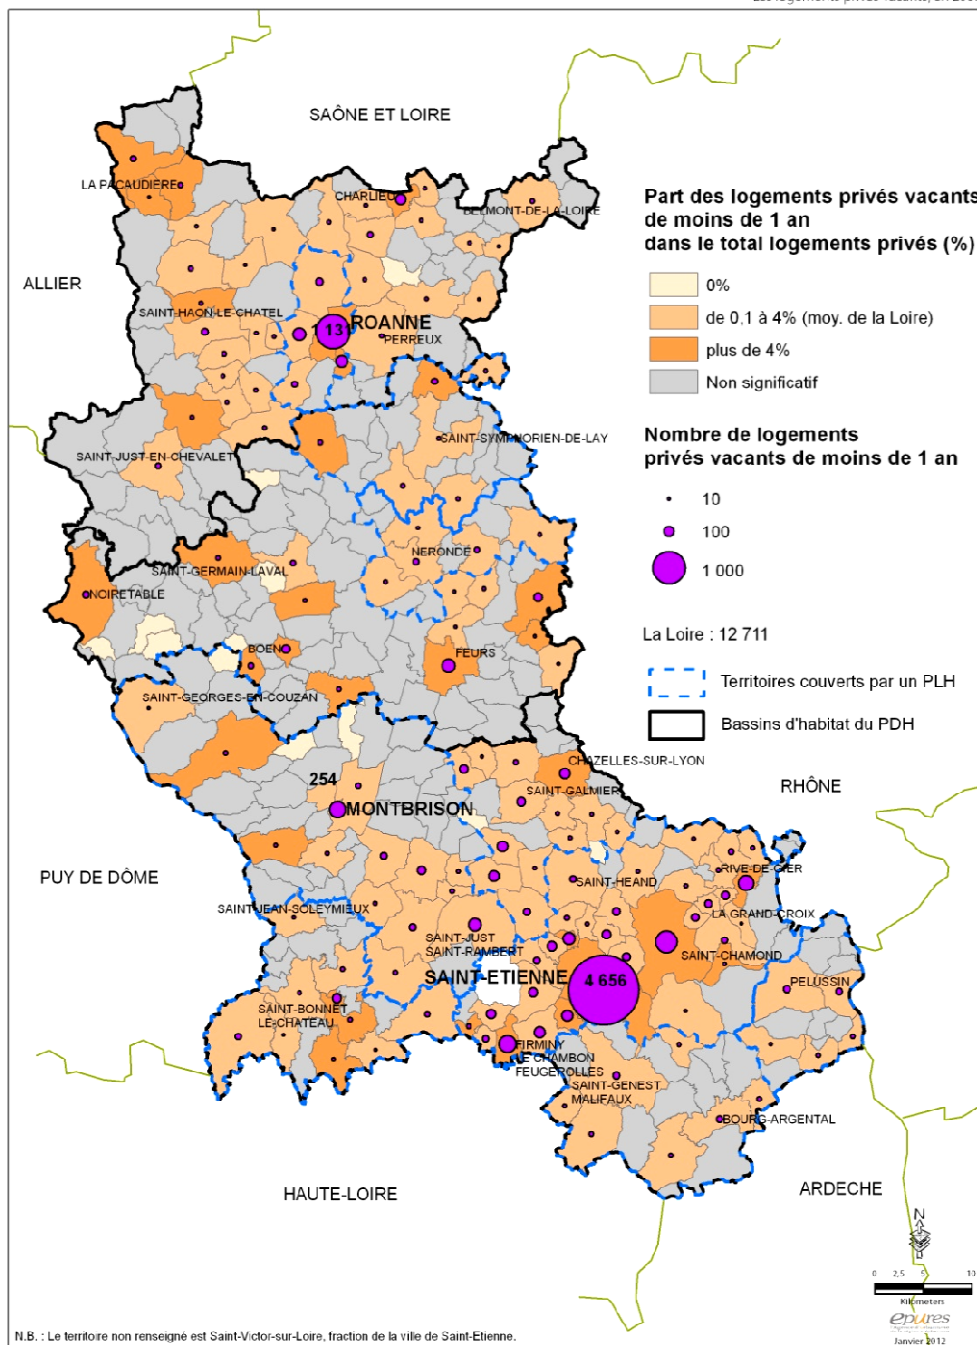 SAÔNE ET LOIRE
LA PACAUDIERE
CHARLIEU
BELMONT-DE-LA-LOIRE
ALLIER
SAINT-HAON-LE-CHATEL
1 131
ROANNE
PERREUX
SAINT-SYMPHORIEN-DE-LAY
SAINT-JUST-EN-CHEVALET
NERONDE
SAINT-GERMAIN-LAVAL
NOIRETABLE
BOEN
FEURS
SAINT-GEORGES-EN-COUZAN
CHAZELLES-SUR-LYON
254
SAINT-GALMIER
MONTBRISON
RHÔNE
PUY DE DÔME
SAINT-HEAND
RIVE-DE-GIER
SAINT-JEAN-SOLEYMIEUX
LA GRAND-CROIX
SAINT-JUST
SAINT-RAMBERT
SAINT-CHAMOND
SAINT-ETIENNE
4 656
PELUSSIN
SAINT-BONNET
LE-CHATEAU
FIRMINY
LE CHAMBON
FEUGEROLLES
SAINT-GENEST
MALIFAUX
BOURG-ARGENTAL
HAUTE-LOIRE
ARDECHE
Part des logements privés vacants
de moins de 1 an
dans le total logements privés (%)
0%
de 0,1 à 4% (moy. de la Loire)
plus de 4%
Non significatif
Nombre de logements
privés vacants de moins de 1 an
10
100
1 000
La Loire : 12 711
Territoires couverts par un PLH
Bassins d'habitat du PDH
0 2,5 5 10
Kilometers
epures
Janvier 2012
N.B. : Le territoire non renseigné est Saint-Victor-sur-Loire, fraction de la ville de Saint-Etienne.